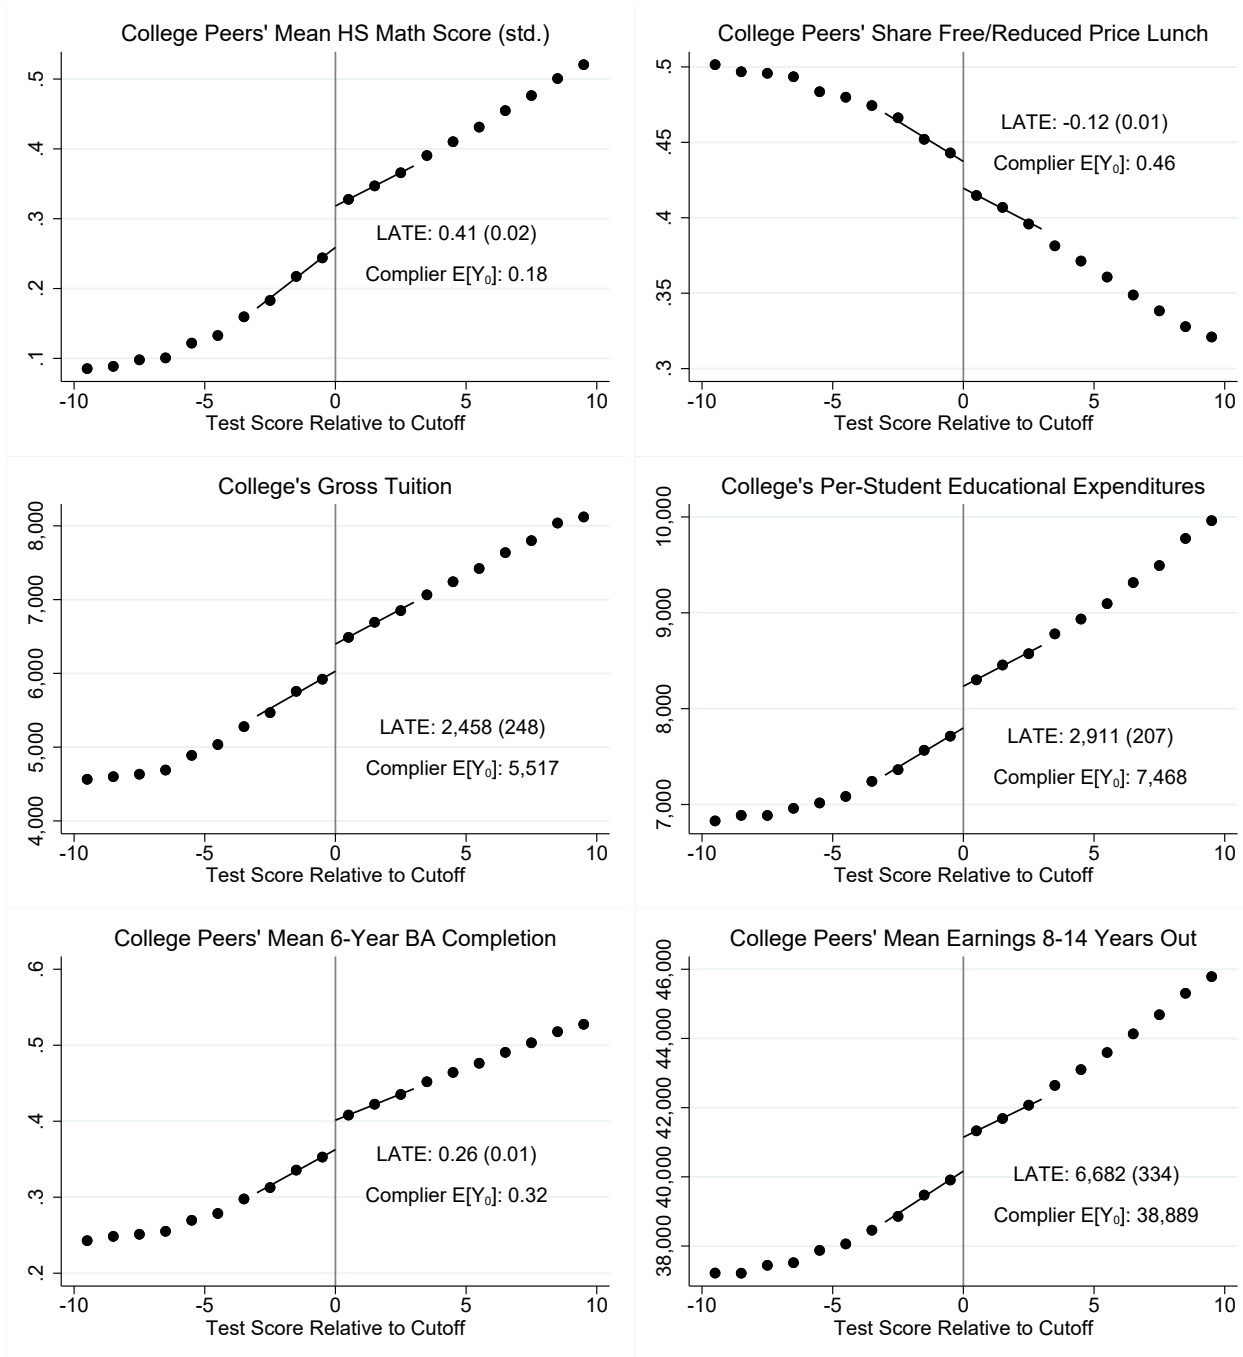 College Peers' Mean HS Math Score (std.)
.5
.4
.3
.2
.1
LATE: 0.41 (0.02)
Complier E[Y₀]: 0.18
-10 -5 0 5 10
Test Score Relative to Cutoff
College Peers' Share Free/Reduced Price Lunch
.5
.45
.4
.35
.3
LATE: -0.12 (0.01)
Complier E[Y₀]: 0.46
-10 -5 0 5 10
Test Score Relative to Cutoff
College's Gross Tuition
8,000
7,000
6,000
5,000
4,000
LATE: 2,458 (248)
Complier E[Y₀]: 5,517
-10 -5 0 5 10
Test Score Relative to Cutoff
College's Per-Student Educational Expenditures
10,000
9,000
8,000
7,000
LATE: 2,911 (207)
Complier E[Y₀]: 7,468
-10 -5 0 5 10
Test Score Relative to Cutoff
College Peers' Mean 6-Year BA Completion
.6
.5
.4
.3
.2
LATE: 0.26 (0.01)
Complier E[Y₀]: 0.32
-10 -5 0 5 10
Test Score Relative to Cutoff
College Peers' Mean Earnings 8-14 Years Out
46,000
44,000
42,000
40,000
38,000
LATE: 6,682 (334)
Complier E[Y₀]: 38,889
-10 -5 0 5 10
Test Score Relative to Cutoff